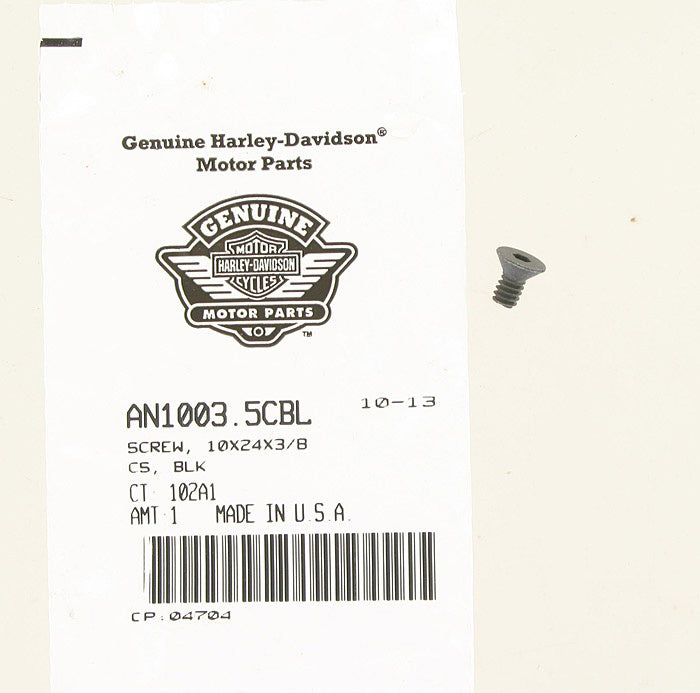 Genuine Harley-Davidson®
Motor Parts
GENUINE
MOTOR
HARLEY-DAVIDSON
CYCLES
MOTOR PARTS
TM
AN1003.5CBL 10-13
SCREW, 10X24X3/8
CS, BLK
CT 102A1
AMT 1 MADE IN U.S.A.
CP:04704